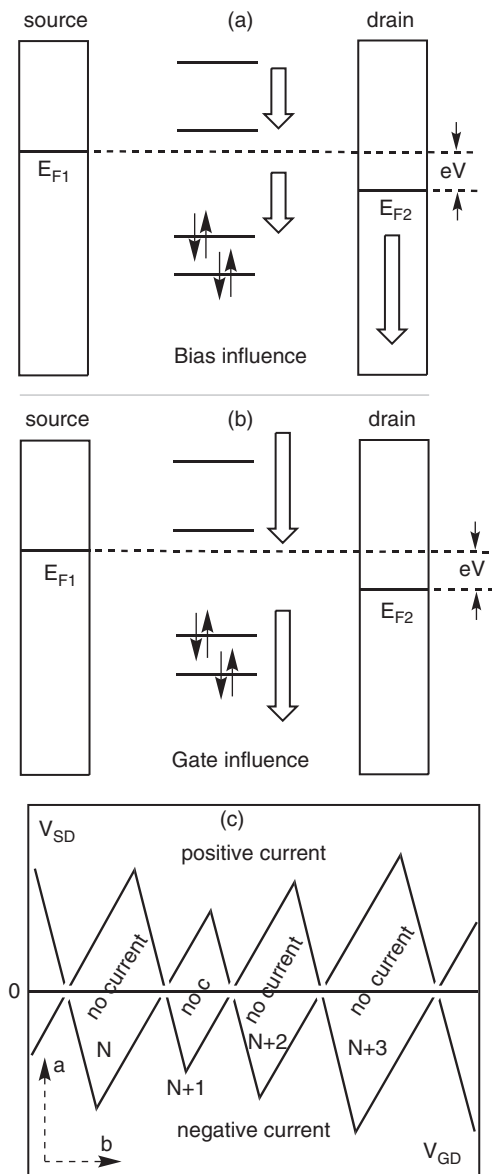 source (a) drain
E_F1 eV
E_F2
Bias influence
source (b) drain
E_F1 eV
E_F2
Gate influence
(c)
V_SD
positive current
no current no c no current no current
0
N N+1 N+2 N+3
a
b negative current
V_GD